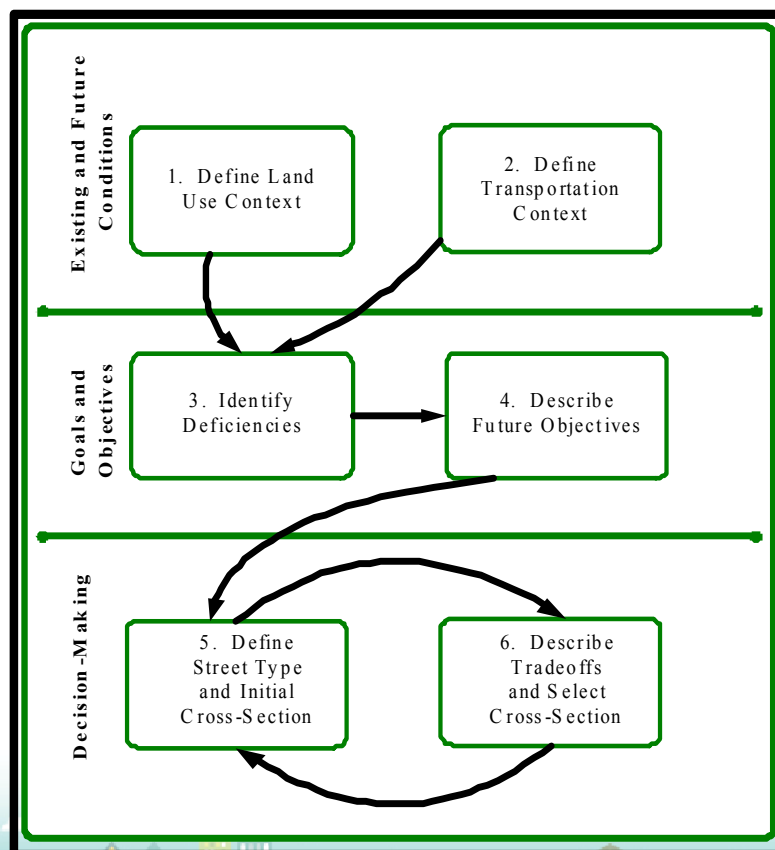 Existing and Future
Conditions
1. Define Land
Use Context
2. Define
Transportation
Context
Goals and
Objectives
3. Identify
Deficiencies
4. Describe
Future Objectives
Decision-Making
5. Define
Street Type
and Initial
Cross-Section
6. Describe
Tradeoffs
and Select
Cross-Section